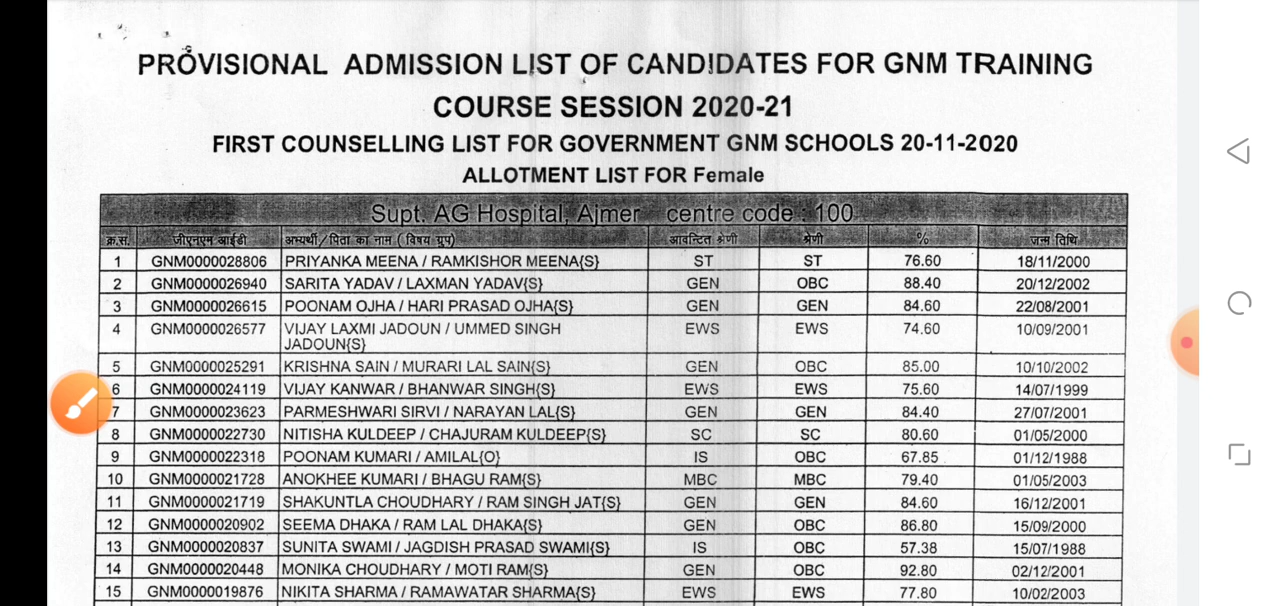 PROVISIONAL ADMISSION LIST OF CANDIDATES FOR GNM TRAINING
COURSE SESSION 2020-21
FIRST COUNSELLING LIST FOR GOVERNMENT GNM SCHOOLS 20-11-2020
ALLOTMENT LIST FOR Female
Supt. AG Hospital, Ajmer centre code : 100
क्र.स. जीएनएम आईडी अभ्यर्थी/पिता का नाम (विषय ग्रुप) आवन्टित श्रेणी श्रेणी % जन्म तिथि
1 GNM0000028806 PRIYANKA MEENA / RAMKISHOR MEENA{S} ST ST 76.60 18/11/2000
2 GNM0000026940 SARITA YADAV / LAXMAN YADAV{S} GEN OBC 88.40 20/12/2002
3 GNM0000026615 POONAM OJHA / HARI PRASAD OJHA{S} GEN GEN 84.60 22/08/2001
4 GNM0000026577 VIJAY LAXMI JADOUN / UMMED SINGH EWS EWS 74.60 10/09/2001
JADOUN{S}
5 GNM0000025291 KRISHNA SAIN / MURARI LAL SAIN{S} GEN OBC 85.00 10/10/2002
6 GNM0000024119 VIJAY KANWAR / BHANWAR SINGH{S} EWS EWS 75.60 14/07/1999
7 GNM0000023623 PARMESHWARI SIRVI / NARAYAN LAL{S} GEN GEN 84.40 27/07/2001
8 GNM0000022730 NITISHA KULDEEP / CHAJURAM KULDEEP{S} SC SC 80.60 01/05/2000
9 GNM0000022318 POONAM KUMARI / AMILAL{O} IS OBC 67.85 01/12/1988
10 GNM0000021728 ANOKHEE KUMARI / BHAGU RAM{S} MBC MBC 79.40 01/05/2003
11 GNM0000021719 SHAKUNTLA CHOUDHARY / RAM SINGH JAT{S} GEN GEN 84.60 16/12/2001
12 GNM0000020902 SEEMA DHAKA / RAM LAL DHAKA{S} GEN OBC 86.80 15/09/2000
13 GNM0000020837 SUNITA SWAMI / JAGDISH PRASAD SWAMI{S} IS OBC 57.38 15/07/1988
14 GNM0000020448 MONIKA CHOUDHARY / MOTI RAM{S} GEN OBC 92.80 02/12/2001
15 GNM0000019876 NIKITA SHARMA / RAMAWATAR SHARMA{S} EWS EWS 77.80 10/02/2003